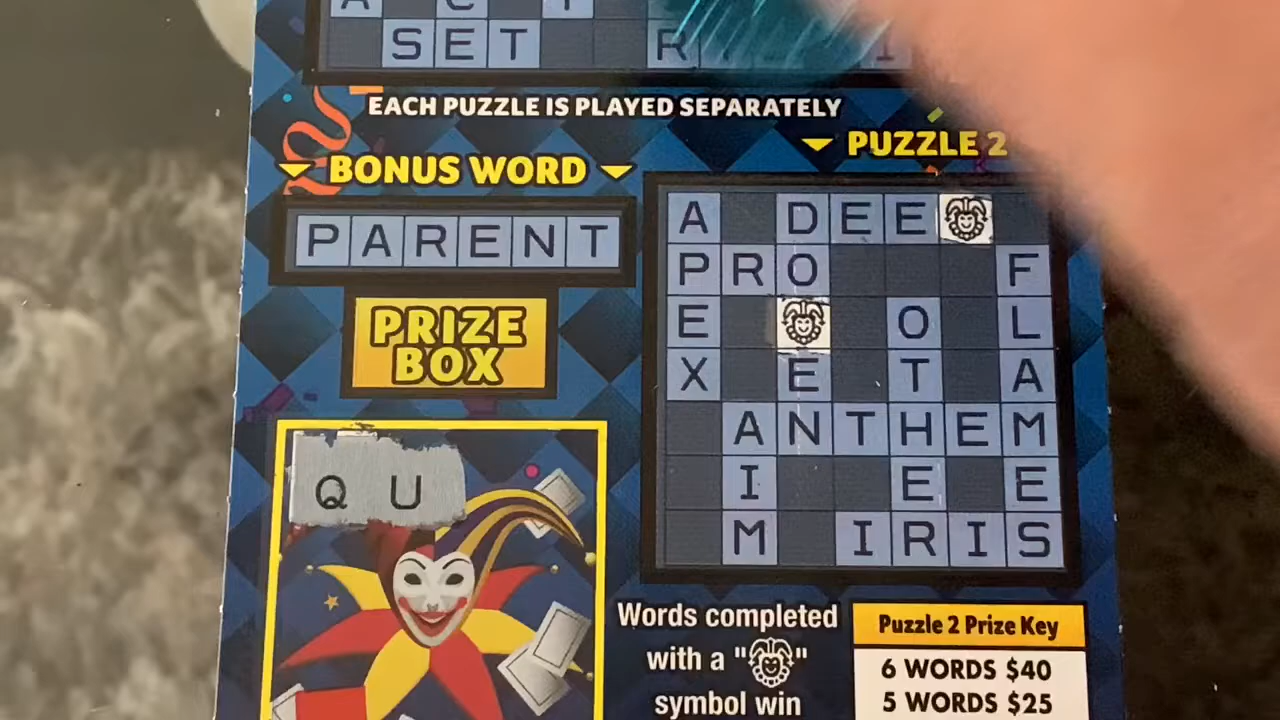 A C T
SET R I
EACH PUZZLE IS PLAYED SEPARATELY
BONUS WORD
PARENT
PRIZE
BOX
Q U
PUZZLE 2
A DEE
PRO F
E O L
X E T A
ANTHEM
I E E
M IRIS
Words completed
with a " "
symbol win
Puzzle 2 Prize Key
6 WORDS $40
5 WORDS $25